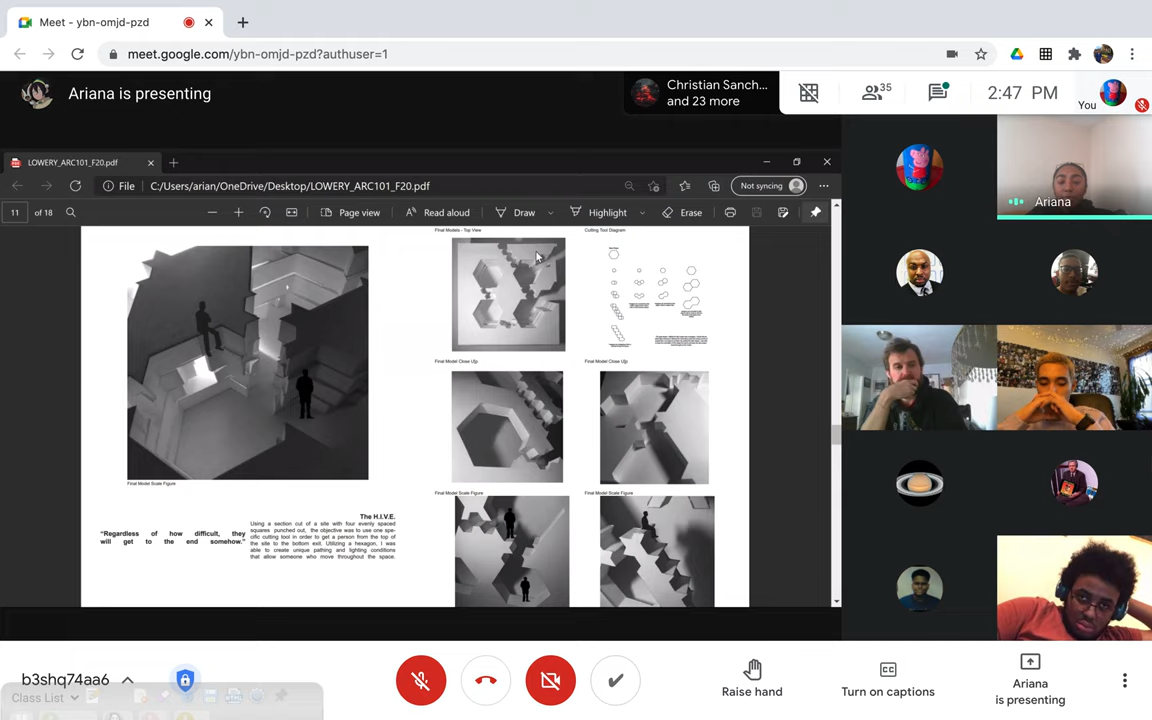 Meet - ybn-omjd-pzd
meet.google.com/ybn-omjd-pzd?authuser=1
Ariana is presenting
Christian Sanch...
and 23 more
35
2:47 PM
You
LOWERY_ARC101_F20.pdf
File
C:/Users/arian/OneDrive/Desktop/LOWERY_ARC101_F20.pdf
Not syncing
11
of 18
Page view
Read aloud
Draw
Highlight
Erase
Ariana
Final Models - Top View
Cutting Tool Diagram
Final Model Close Up
Final Model Close Up
Final Model Scale Figure
Final Model Scale Figure
Final Model Scale Figure
The H.I.V.E.
"Regardless of how difficult, they
will get to the end somehow."
Using a section cut of a site with four evenly spaced
squares punched out, the objective was to use one spe-
cific cutting tool in order to get a person from the top of
the site to the bottom exit. Utilizing a hexagon, I was
able to create unique pathing and lighting conditions
that allow someone who move throughout the space.
b3shq74aa6
Class List
Raise hand
Turn on captions
Ariana
is presenting